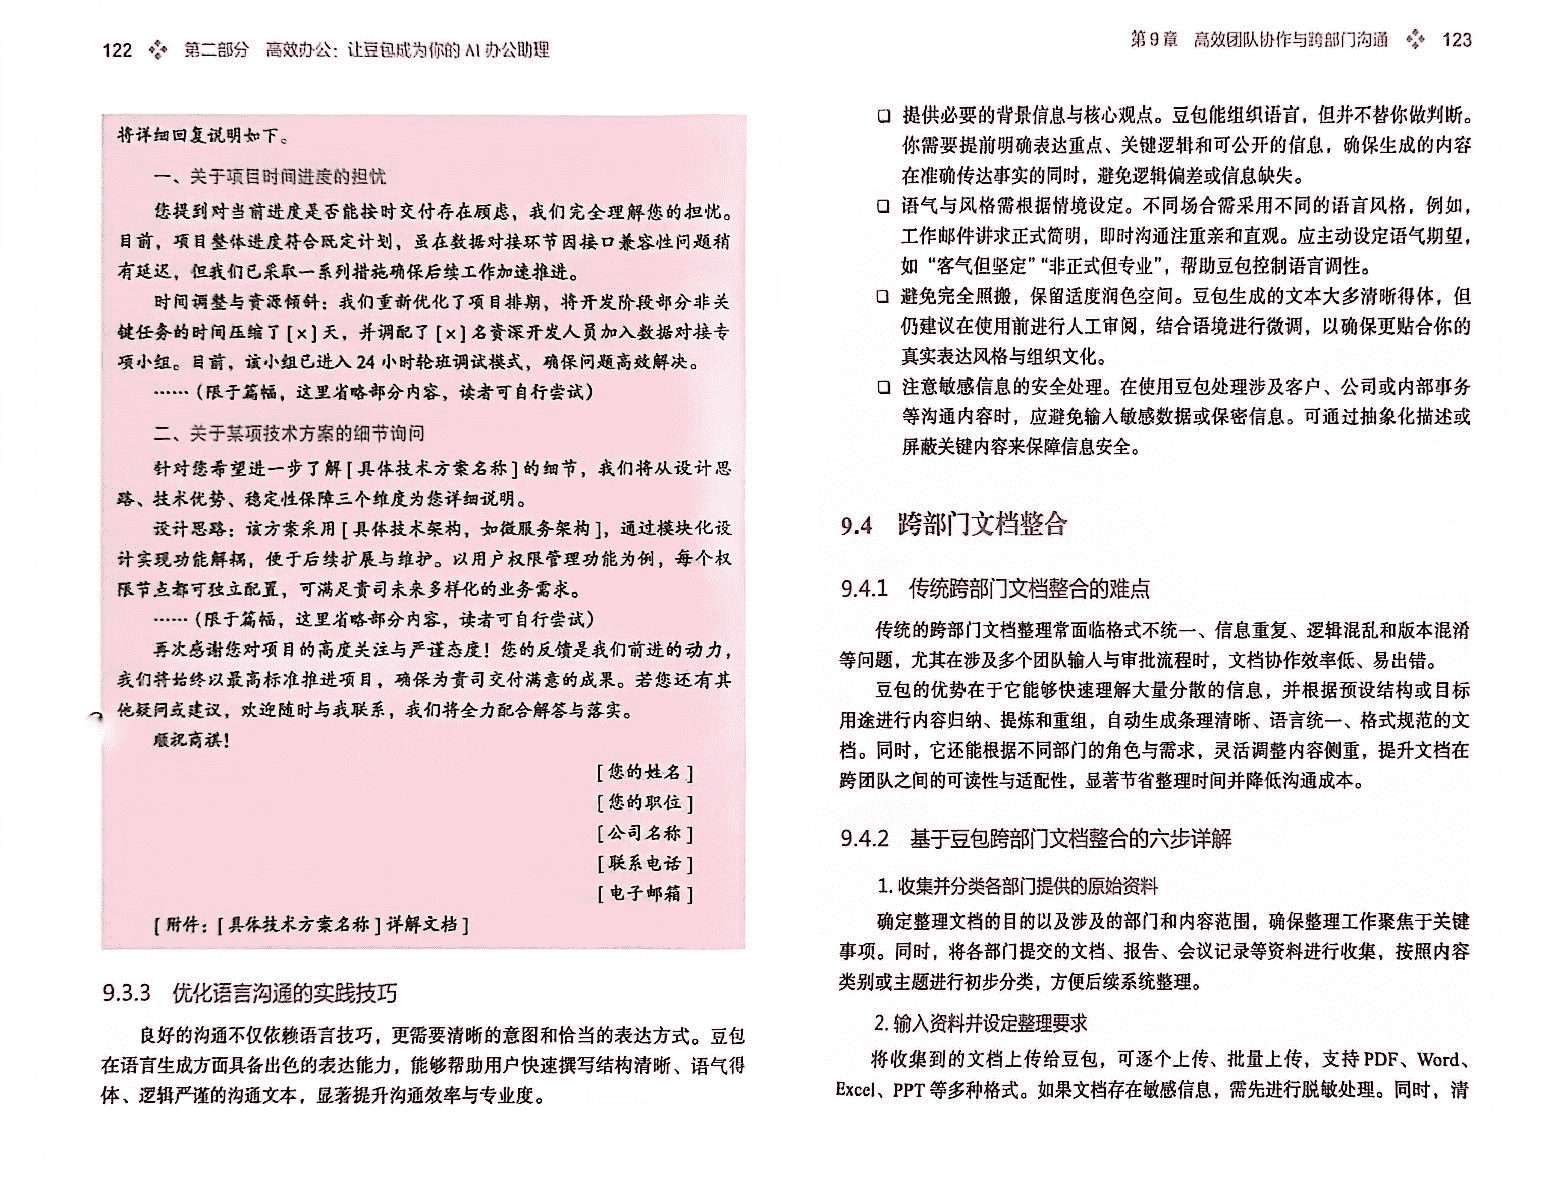 122 第二部分 高效办公：让豆包成为你的 AI 办公助理
将详细回复说明如下。
一、关于项目时间进度的担忧
您提到对当前进度是否能按时交付存在顾虑，我们完全理解您的担忧。
目前，项目整体进度符合既定计划，虽在数据对接环节因接口兼容性问题稍
有延迟，但我们已采取一系列措施确保后续工作加速推进。
时间调整与资源倾斜：我们重新优化了项目排期，将开发阶段部分非关
键任务的时间压缩了 [ x ] 天，并调配了 [ x ] 名资深开发人员加入数据对接专
项小组。目前，该小组已进入 24 小时轮班调试模式，确保问题高效解决。
……（限于篇幅，这里省略部分内容，读者可自行尝试）
二、关于某项技术方案的细节询问
针对您希望进一步了解 [ 具体技术方案名称 ] 的细节，我们将从设计思
路、技术优势、稳定性保障三个维度为您详细说明。
设计思路：该方案采用 [ 具体技术架构，如微服务架构 ]，通过模块化设
计实现功能解耦，便于后续扩展与维护。以用户权限管理功能为例，每个权
限节点都可独立配置，可满足贵司未来多样化的业务需求。
……（限于篇幅，这里省略部分内容，读者可自行尝试）
再次感谢您对项目的高度关注与严谨态度！您的反馈是我们前进的动力，
我们将始终以最高标准推进项目，确保为贵司交付满意的成果。若您还有其
他疑问或建议，欢迎随时与我联系，我们将全力配合解答与落实。
顺祝商祺！
[ 您的姓名 ]
[ 您的职位 ]
[ 公司名称 ]
[ 联系电话 ]
[ 电子邮箱 ]
[ 附件：[ 具体技术方案名称 ] 详解文档 ]
9.3.3 优化语言沟通的实践技巧
良好的沟通不仅依赖语言技巧，更需要清晰的意图和恰当的表达方式。豆包
在语言生成方面具备出色的表达能力，能够帮助用户快速撰写结构清晰、语气得
体、逻辑严谨的沟通文本，显著提升沟通效率与专业度。
第 9 章 高效团队协作与跨部门沟通 123
❏ 提供必要的背景信息与核心观点。豆包能组织语言，但并不替你做判断。
你需要提前明确表达重点、关键逻辑和可公开的信息，确保生成的内容
在准确传达事实的同时，避免逻辑偏差或信息缺失。
❏ 语气与风格需根据情境设定。不同场合需采用不同的语言风格，例如，
工作邮件讲求正式简明，即时沟通注重亲和直观。应主动设定语气期望，
如“客气但坚定”“非正式但专业”，帮助豆包控制语言调性。
❏ 避免完全照搬，保留适度润色空间。豆包生成的文本大多清晰得体，但
仍建议在使用前进行人工审阅，结合语境进行微调，以确保更贴合你的
真实表达风格与组织文化。
❏ 注意敏感信息的安全处理。在使用豆包处理涉及客户、公司或内部事务
等沟通内容时，应避免输入敏感数据或保密信息。可通过抽象化描述或
屏蔽关键内容来保障信息安全。
9.4 跨部门文档整合
9.4.1 传统跨部门文档整合的难点
传统的跨部门文档整理常面临格式不统一、信息重复、逻辑混乱和版本混淆
等问题，尤其在涉及多个团队输入与审批流程时，文档协作效率低、易出错。
豆包的优势在于它能够快速理解大量分散的信息，并根据预设结构或目标
用途进行内容归纳、提炼和重组，自动生成条理清晰、语言统一、格式规范的文
档。同时，它还能根据不同部门的角色与需求，灵活调整内容侧重，提升文档在
跨团队之间的可读性与适配性，显著节省整理时间并降低沟通成本。
9.4.2 基于豆包跨部门文档整合的六步详解
1. 收集并分类各部门提供的原始资料
确定整理文档的目的以及涉及的部门和内容范围，确保整理工作聚焦于关键
事项。同时，将各部门提交的文档、报告、会议记录等资料进行收集，按照内容
类别或主题进行初步分类，方便后续系统整理。
2. 输入资料并设定整理要求
将收集到的文档上传给豆包，可逐个上传、批量上传，支持 PDF、Word、
Excel、PPT 等多种格式。如果文档存在敏感信息，需先进行脱敏处理。同时，清